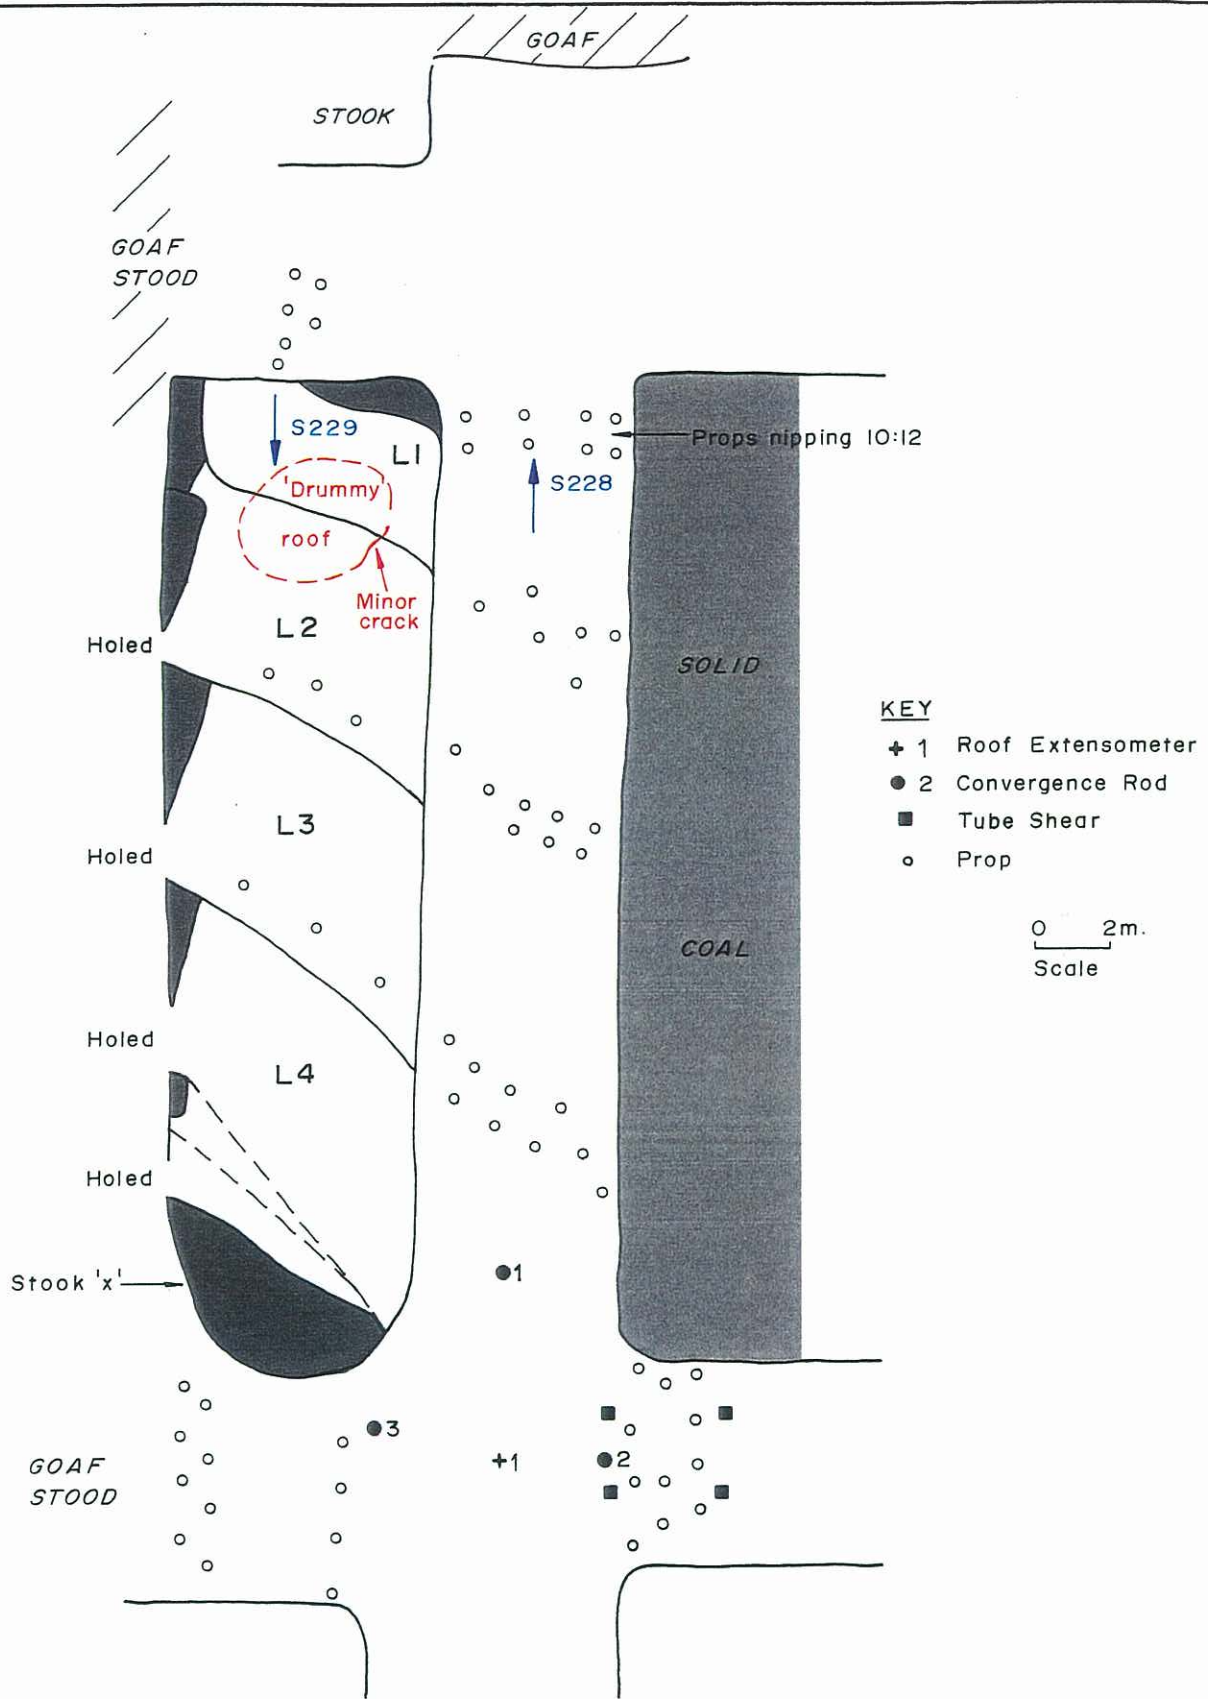 GOAF
STOOK
GOAF
STOOD
S229
L1
Props nipping 10:12
'Drummy'
S228
roof
Minor
crack
L2
Holed
SOLID
KEY
+ 1 Roof Extensometer
● 2 Convergence Rod
■ Tube Shear
○ Prop
L3
Holed
0 2m.
Scale
COAL
Holed
L4
Holed
Stook 'x'
1
3
+1
2
GOAF
STOOD